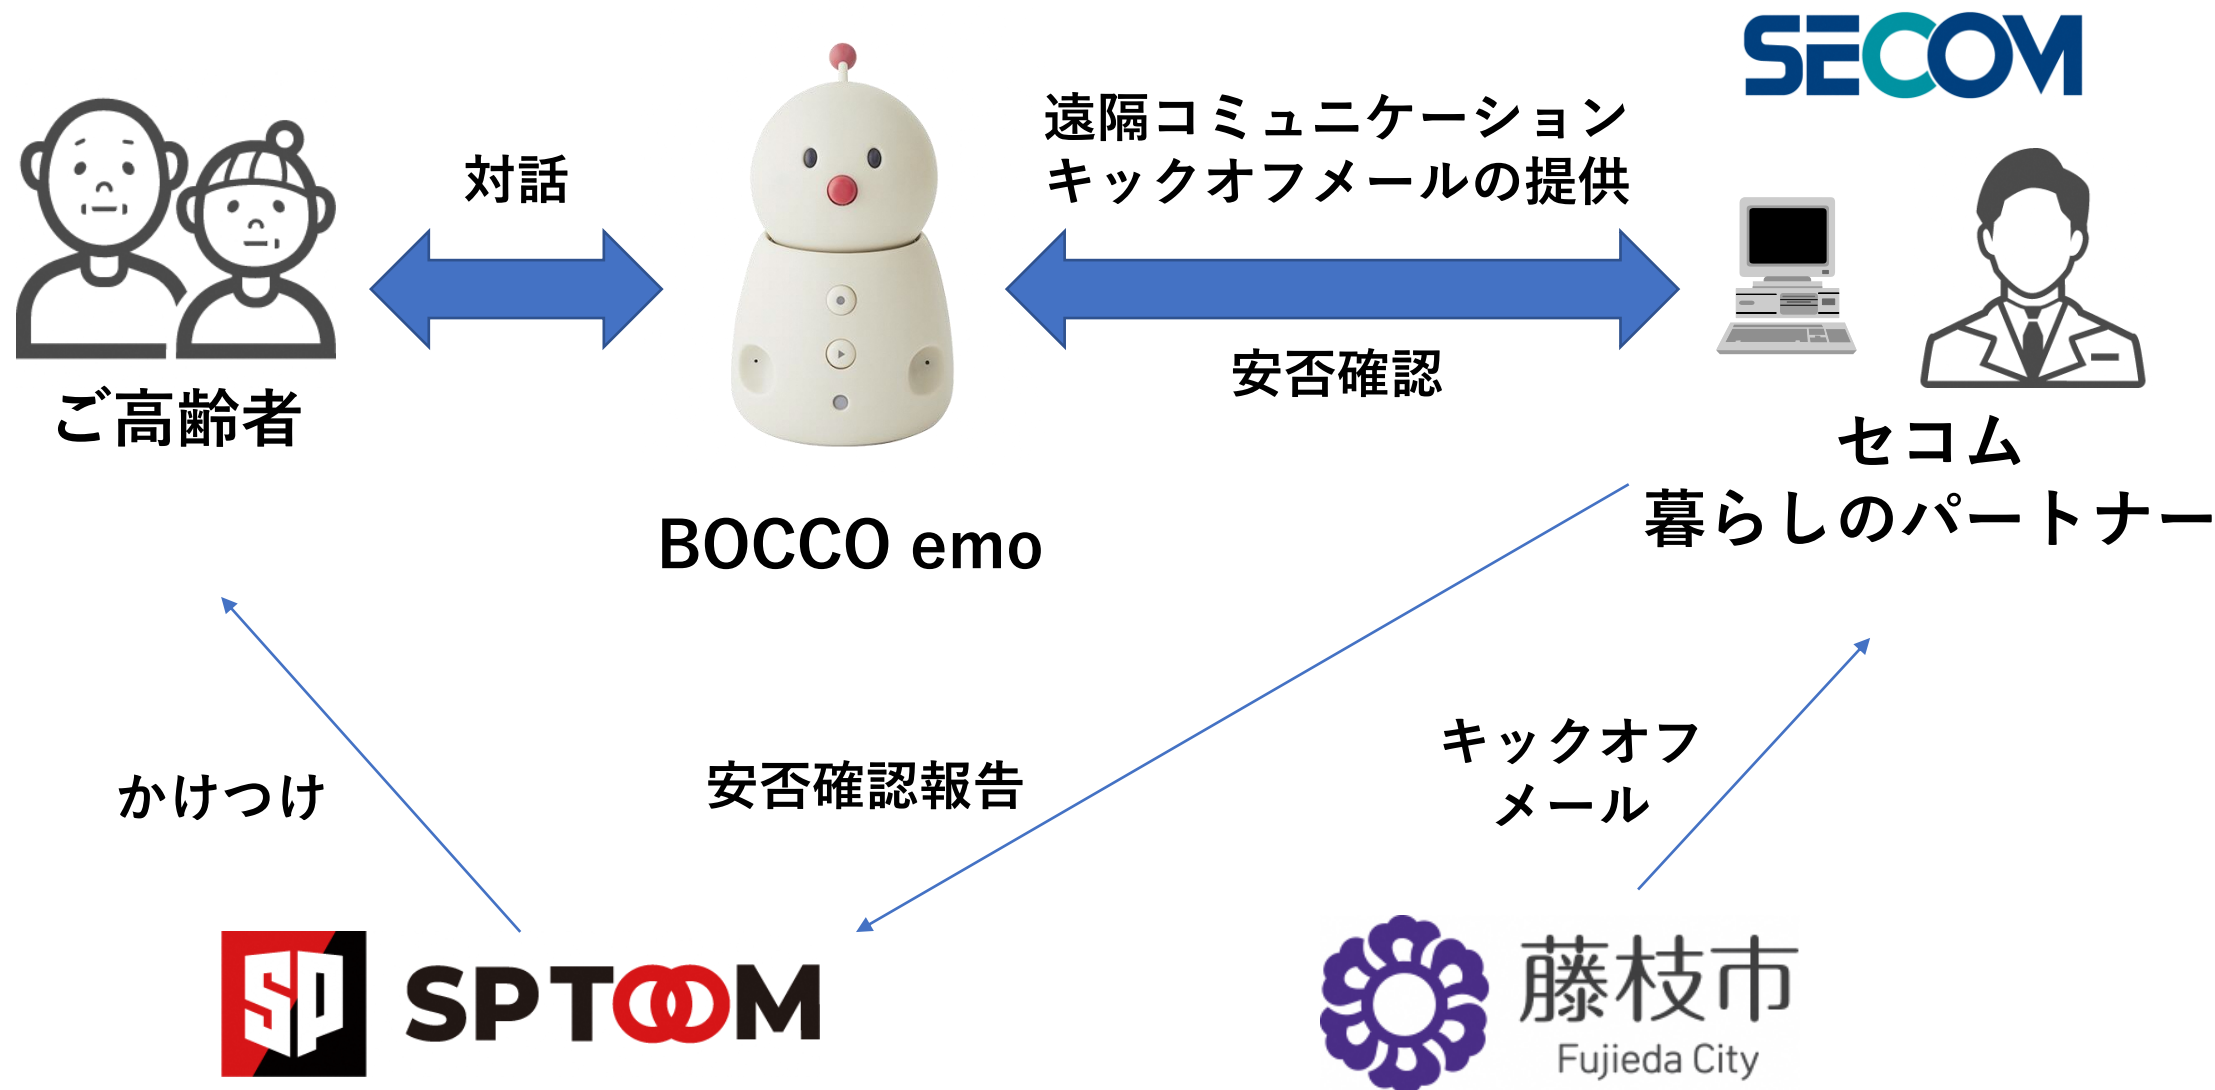 SECOM
遠隔コミュニケーション
キックオフメールの提供
対話
安否確認
ご高齢者
セコム
暮らしのパートナー
BOCCO emo
キックオフ
メール
安否確認報告
かけつけ
SP
SPTOOM
藤枝市
Fujieda City